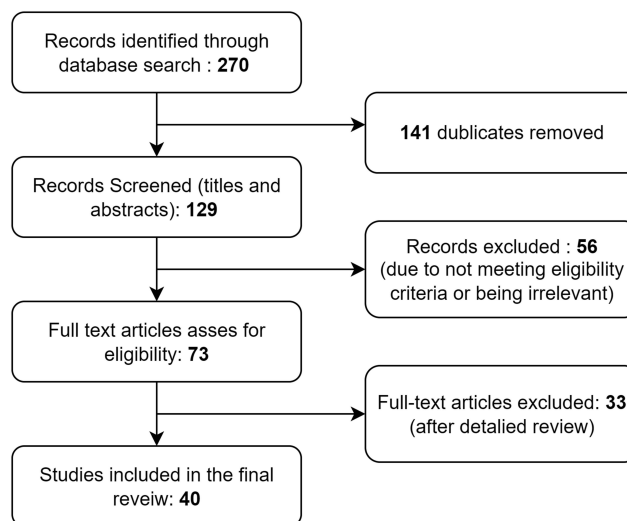 Records identified through
database search : 270
141 dublicates removed
Records Screened (titles and
abstracts): 129
Records excluded : 56
(due to not meeting eligibility
criteria or being irrelevant)
Full text articles asses for
eligibility: 73
Full-text articles excluded: 33
(after detalied review)
Studies included in the final
reveiw: 40